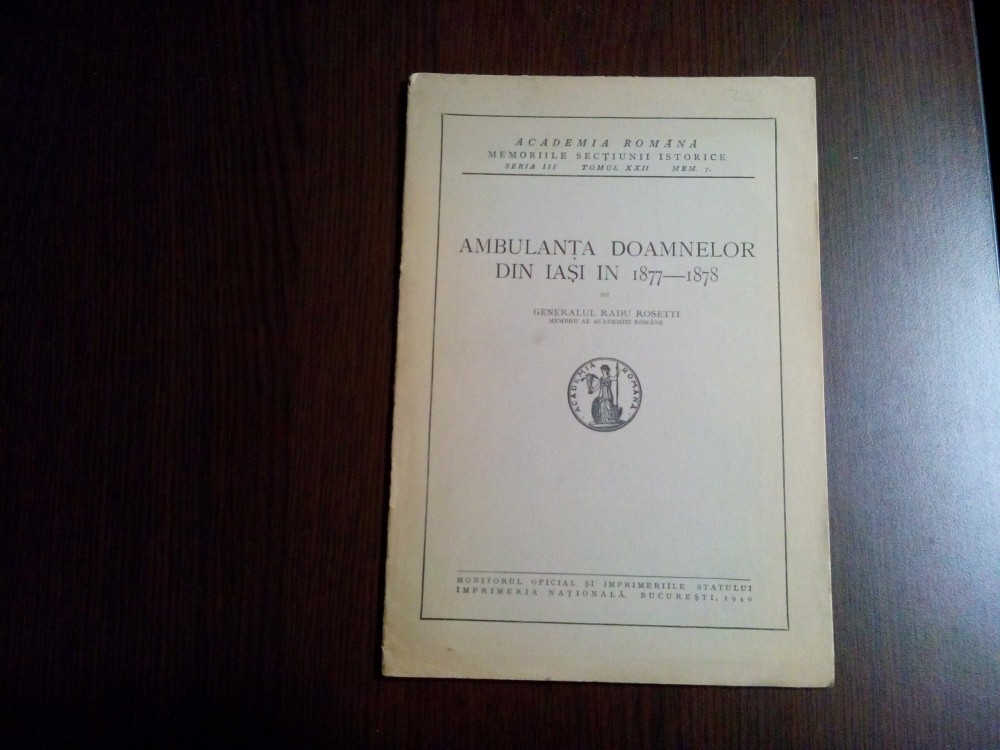 ACADEMIA ROMÂNĂ
MEMORIILE SECȚIUNII ISTORICE
SERIA III TOMUL XXII MEM. 7.
AMBULANȚA DOAMNELOR
DIN IAȘI IN 1877—1878
DE
GENERALUL RADU ROSETTI
MEMBRU AL ACADEMIEI ROMÂNE
ACADEMIA ROMÂNĂ
MONITORUL OFICIAL ȘI IMPRIMERIILE STATULUI
IMPRIMERIA NAȚIONALĂ, BUCUREȘTI, 1940